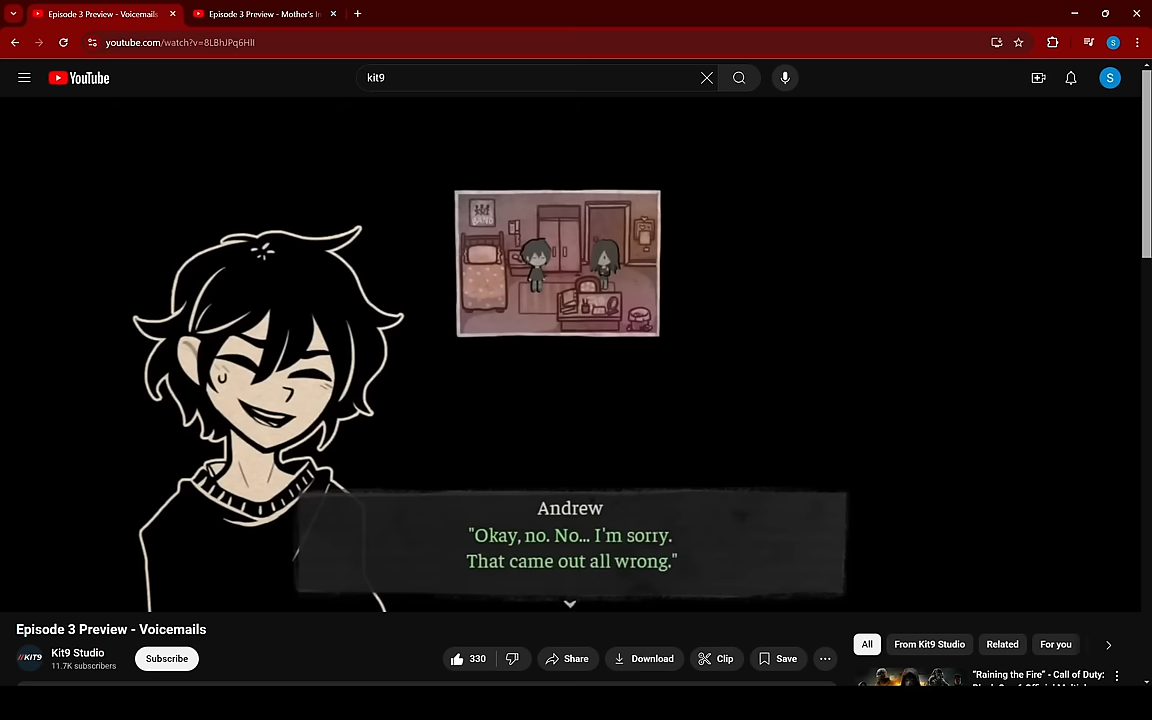 Episode 3 Preview - Voicemails
Episode 3 Preview - Mother's I
youtube.com/watch?v=8LBhJPq6HlI
S
YouTube
kit9
S
BAND
Andrew
"Okay, no. No... I'm sorry.
That came out all wrong."
Episode 3 Preview - Voicemails
//KIT9
Kit9 Studio
11.7K subscribers
Subscribe
330
Share
Download
Clip
Save
All
From Kit9 Studio
Related
For you
"Raining the Fire" - Call of Duty: